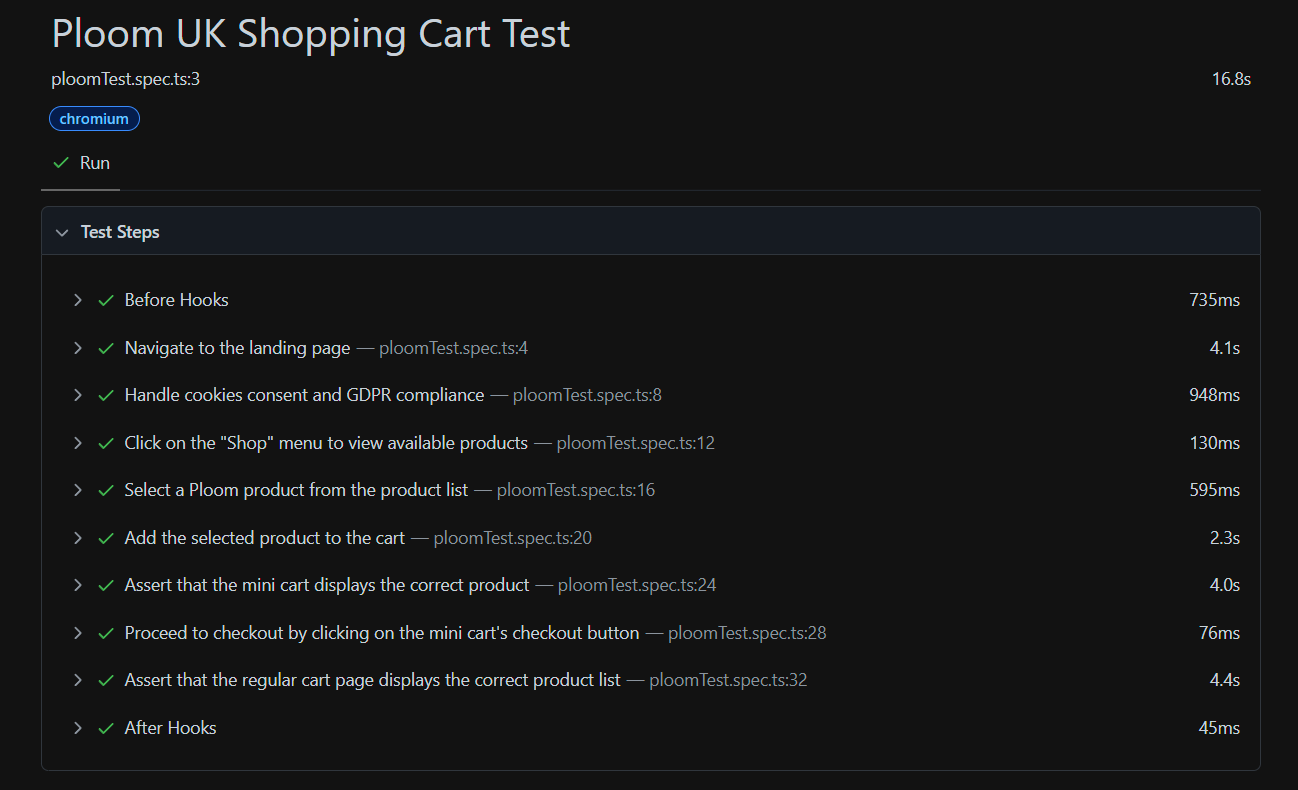 Ploom UK Shopping Cart Test
ploomTest.spec.ts:3 16.8s
chromium
Run
Test Steps
Before Hooks 735ms
Navigate to the landing page — ploomTest.spec.ts:4 4.1s
Handle cookies consent and GDPR compliance — ploomTest.spec.ts:8 948ms
Click on the "Shop" menu to view available products — ploomTest.spec.ts:12 130ms
Select a Ploom product from the product list — ploomTest.spec.ts:16 595ms
Add the selected product to the cart — ploomTest.spec.ts:20 2.3s
Assert that the mini cart displays the correct product — ploomTest.spec.ts:24 4.0s
Proceed to checkout by clicking on the mini cart's checkout button — ploomTest.spec.ts:28 76ms
Assert that the regular cart page displays the correct product list — ploomTest.spec.ts:32 4.4s
After Hooks 45ms